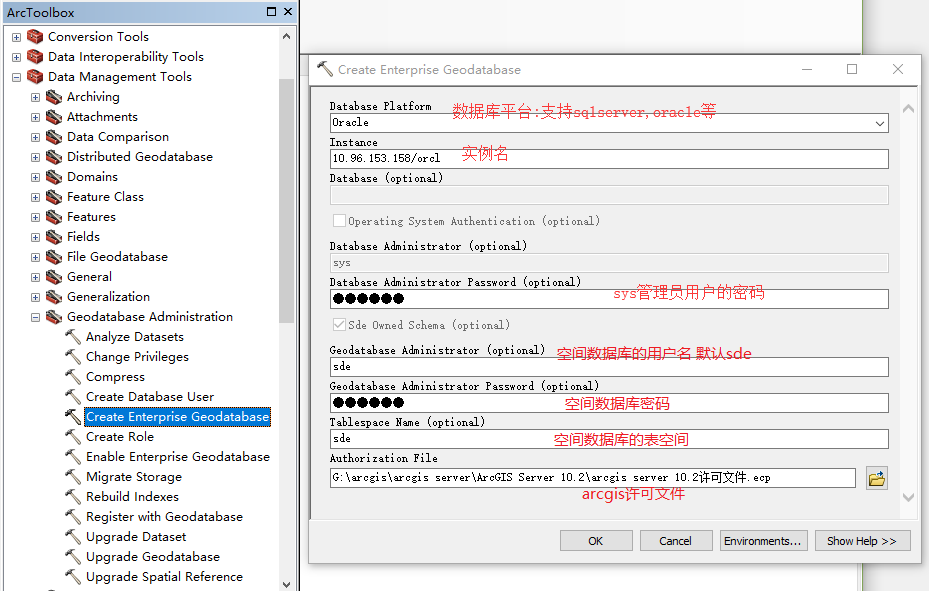 ArcToolbox
Conversion Tools
Data Interoperability Tools
Data Management Tools
Archiving
Attachments
Data Comparison
Distributed Geodatabase
Domains
Feature Class
Features
Fields
File Geodatabase
General
Generalization
Geodatabase Administration
Analyze Datasets
Change Privileges
Compress
Create Database User
Create Enterprise Geodatabase
Create Role
Enable Enterprise Geodatabase
Migrate Storage
Rebuild Indexes
Register with Geodatabase
Upgrade Dataset
Upgrade Geodatabase
Upgrade Spatial Reference
Create Enterprise Geodatabase
Database Platform
数据库平台:支持sqlserver,oracle等
Oracle
Instance
10.96.153.158/orcl
实例名
Database (optional)
Operating System Authentication (optional)
Database Administrator (optional)
sys
Database Administrator Password (optional)
●●●●●●
sys管理员用户的密码
Sde Owned Schema (optional)
Geodatabase Administrator (optional)
空间数据库的用户名 默认sde
sde
Geodatabase Administrator Password (optional)
●●●●●●
空间数据库密码
Tablespace Name (optional)
sde
空间数据库的表空间
Authorization File
G:\arcgis\arcgis server\ArcGIS Server 10.2\arcgis server 10.2许可文件.ecp
arcgis许可文件
OK
Cancel
Environments...
Show Help >>